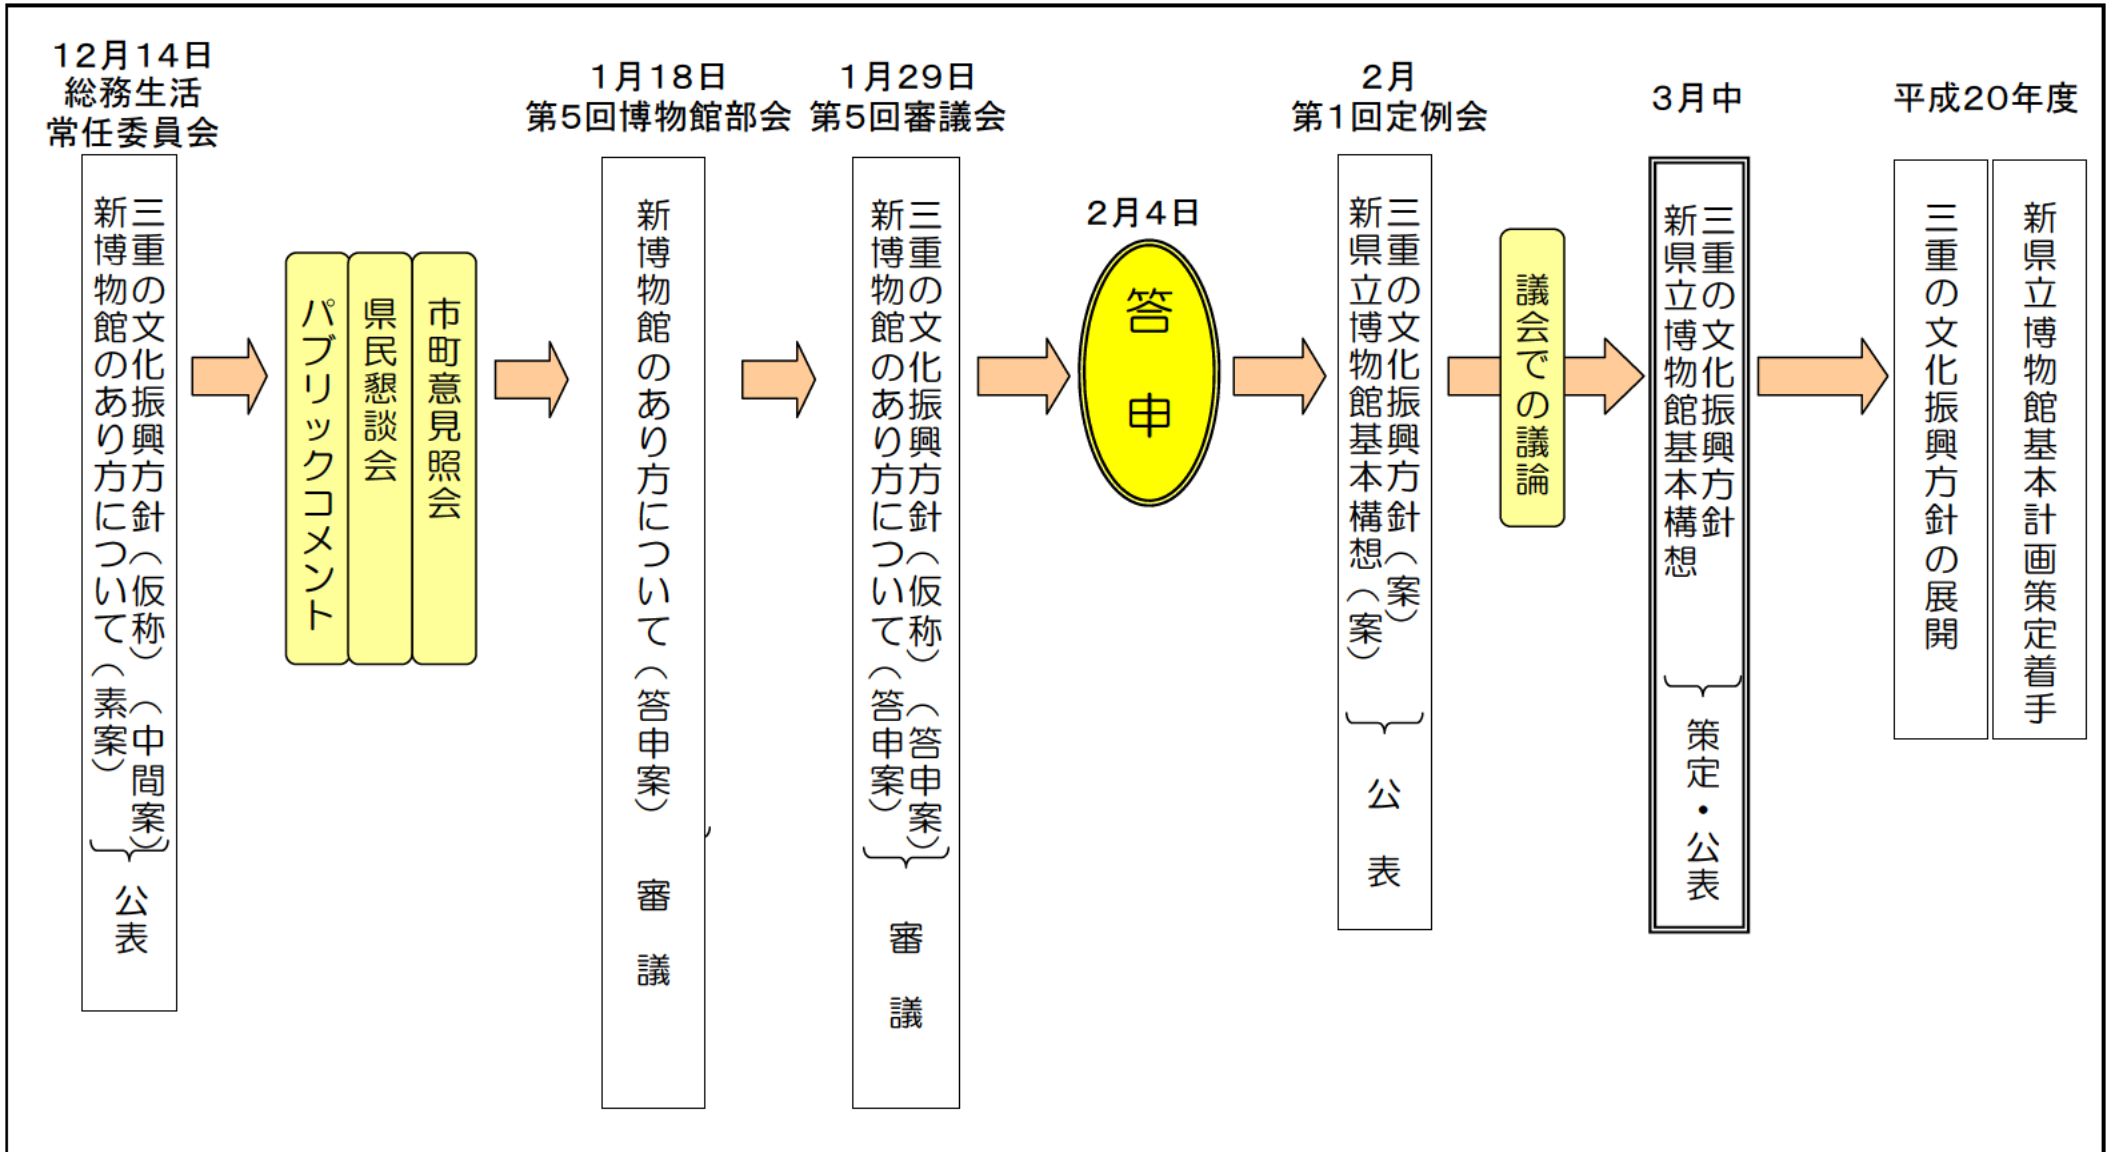 12月14日
総務生活
常任委員会
三重の文化振興方針（仮称）（中間案）
新博物館のあり方について（素案）
公表
パブリックコメント
県民懇談会
市町意見照会
1月18日
第5回博物館部会
新博物館のあり方について（答申案）　審議
1月29日
第5回審議会
三重の文化振興方針（仮称）（答申案）
新博物館のあり方について（答申案）
審議
2月4日
答申
2月
第1回定例会
三重の文化振興方針（案）
新県立博物館基本構想（案）
公表
議会での議論
3月中
三重の文化振興方針
新県立博物館基本構想
策定・公表
平成20年度
三重の文化振興方針の展開
新県立博物館基本計画策定着手